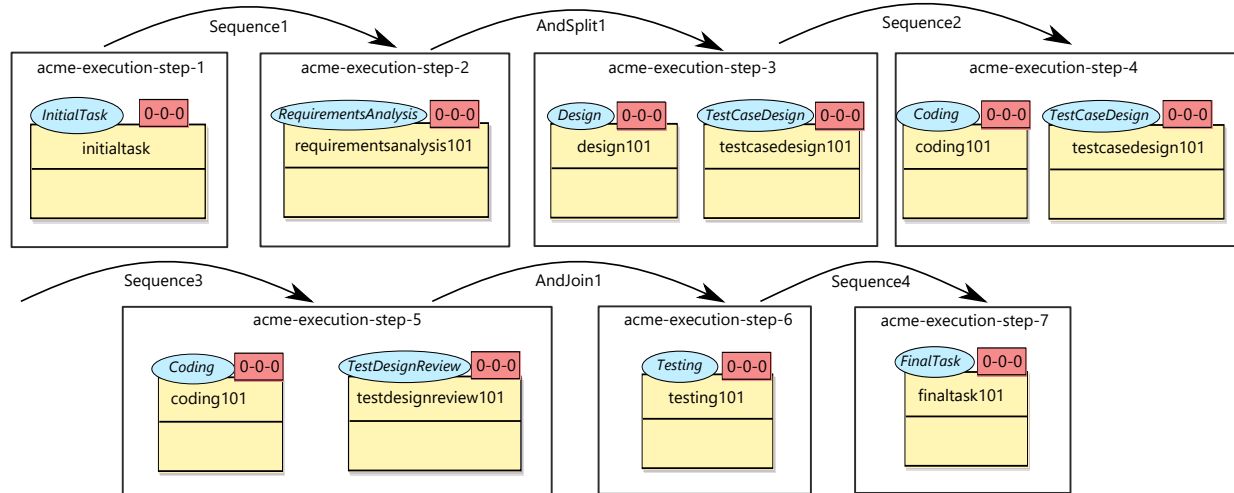 Sequence1
AndSplit1
Sequence2
acme-execution-step-1
acme-execution-step-2
acme-execution-step-3
acme-execution-step-4
InitialTask 0-0-0
initialtask
RequirementsAnalysis 0-0-0
requirementsanalysis101
Design 0-0-0
design101
TestCaseDesign 0-0-0
testcasedesign101
Coding 0-0-0
coding101
TestCaseDesign 0-0-0
testcasedesign101
Sequence3
AndJoin1
Sequence4
acme-execution-step-5
acme-execution-step-6
acme-execution-step-7
Coding 0-0-0
coding101
TestDesignReview 0-0-0
testdesignreview101
Testing 0-0-0
testing101
FinalTask 0-0-0
finaltask101